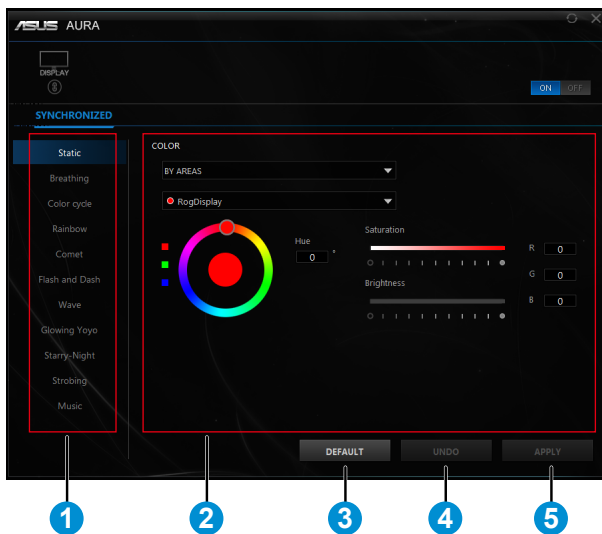 ASUS AURA
DISPLAY
ON OFF
SYNCHRONIZED
Static
Breathing
Color cycle
Rainbow
Comet
Flash and Dash
Wave
Glowing Yoyo
Starry-Night
Strobing
Music
COLOR
BY AREAS
RogDisplay
Hue
0 °
Saturation
Brightness
R 0
G 0
B 0
DEFAULT UNDO APPLY
1 2 3 4 5